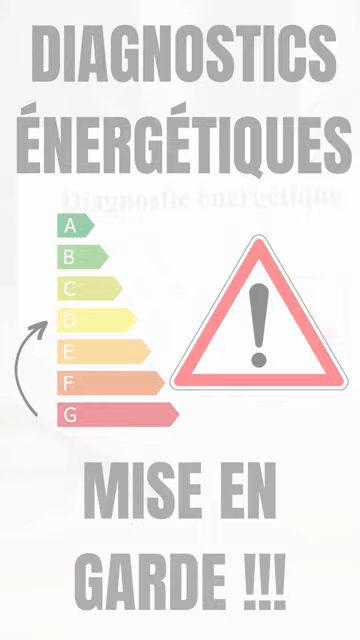 DIAGNOSTICS
ÉNERGÉTIQUES
Diagnostic énergétique
A
B
C
D
E
F
G
MISE EN
GARDE !!!